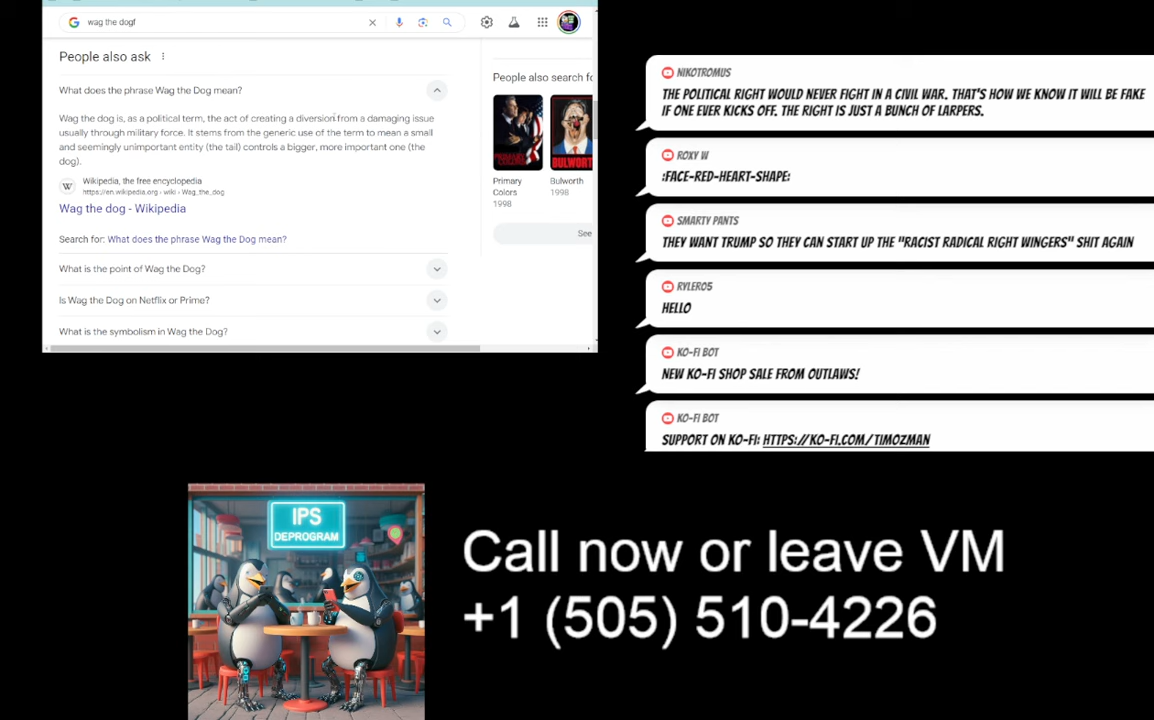 wag the dogf
People also ask
What does the phrase Wag the Dog mean?
Wag the dog is, as a political term, the act of creating a diversion from a damaging issue
usually through military force. It stems from the generic use of the term to mean a small
and seemingly unimportant entity (the tail) controls a bigger, more important one (the
dog).
W
Wikipedia, the free encyclopedia
https://en.wikipedia.org › wiki › Wag_the_dog
Wag the dog - Wikipedia
Search for: What does the phrase Wag the Dog mean?
What is the point of Wag the Dog?
Is Wag the Dog on Netflix or Prime?
What is the symbolism in Wag the Dog?
People also search fo
BULWORTH
Primary
Colors
1998
Bulworth
1998
See
NIKOTROMUS
THE POLITICAL RIGHT WOULD NEVER FIGHT IN A CIVIL WAR. THAT'S HOW WE KNOW IT WILL BE FAKE
IF ONE EVER KICKS OFF. THE RIGHT IS JUST A BUNCH OF LARPERS.
ROXY W
:FACE-RED-HEART-SHAPE:
SMARTY PANTS
THEY WANT TRUMP SO THEY CAN START UP THE "RACIST RADICAL RIGHT WINGERS" SHIT AGAIN
RYLER05
HELLO
KO-FI BOT
NEW KO-FI SHOP SALE FROM OUTLAWS!
KO-FI BOT
SUPPORT ON KO-FI: HTTPS://KO-FI.COM/TIMOZMAN
IPS
DEPROGRAM
Call now or leave VM
+1 (505) 510-4226